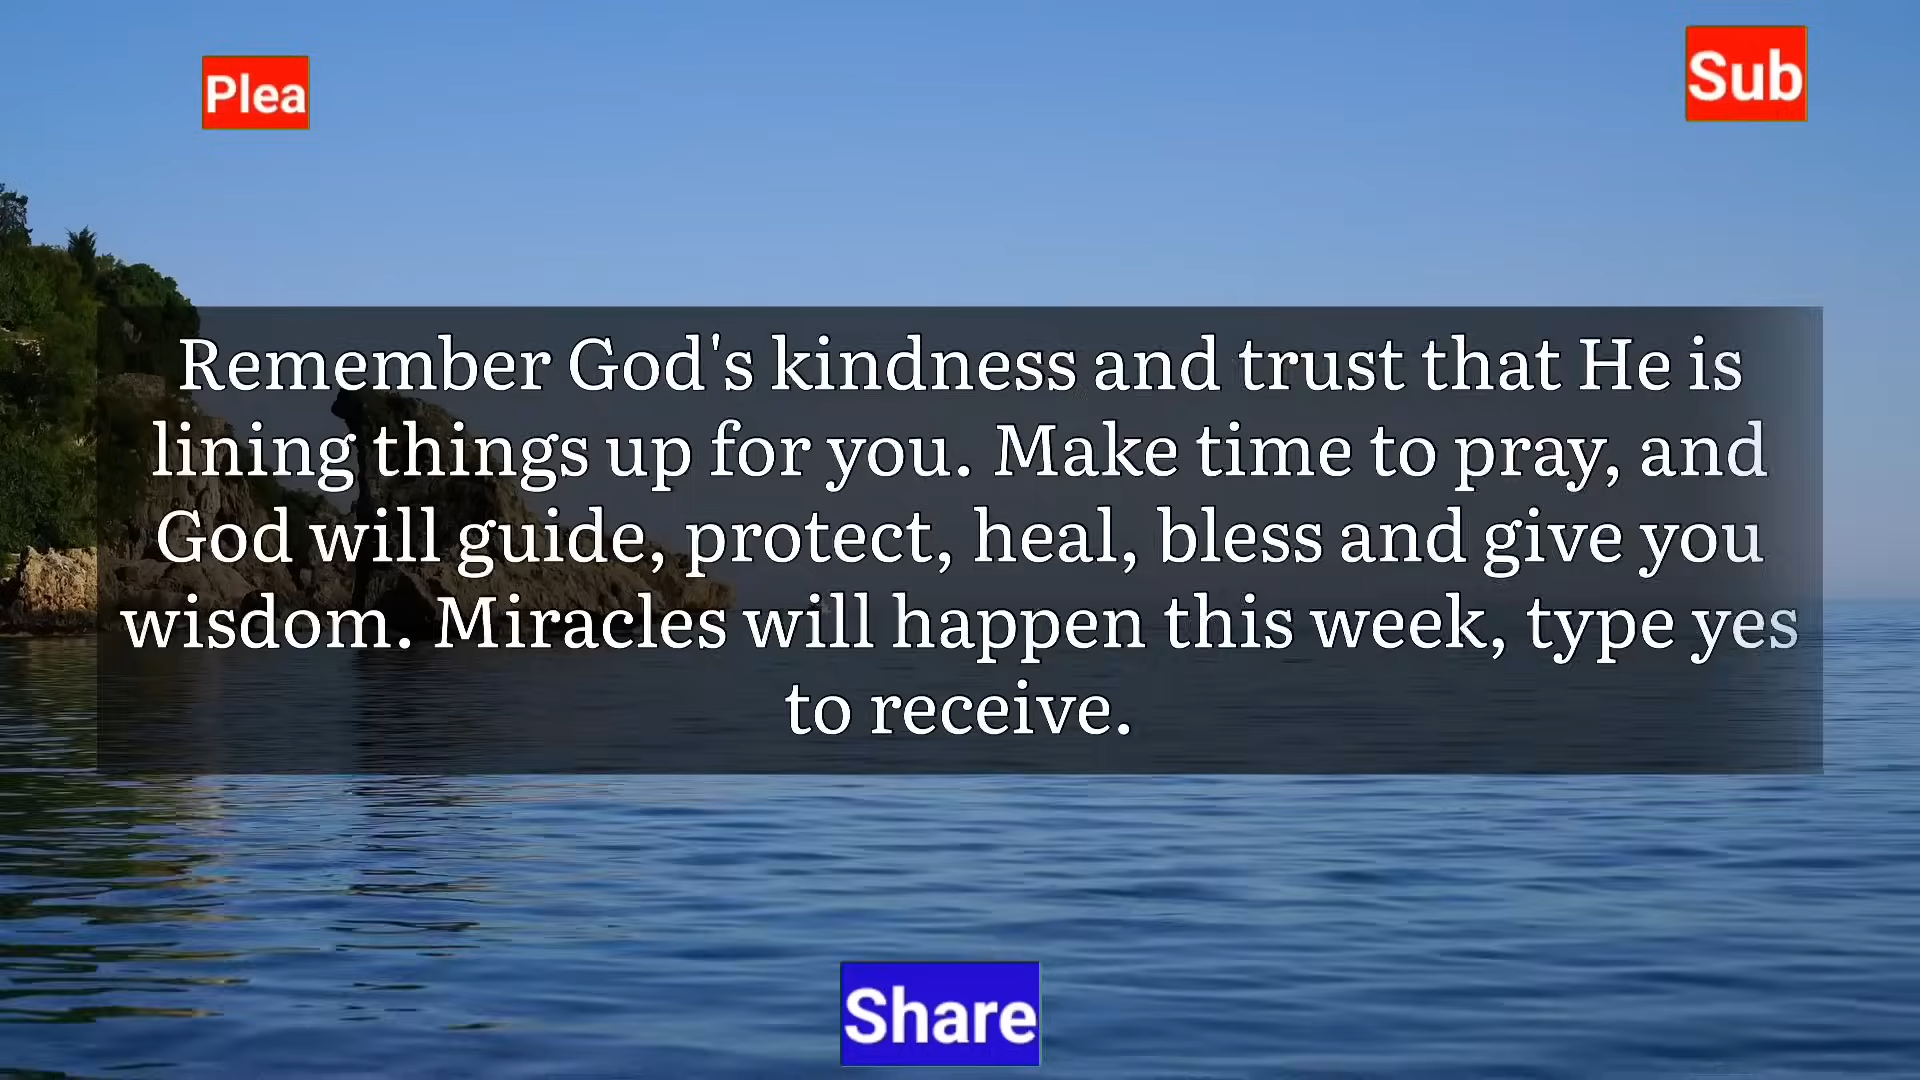 Plea
Sub
Remember God's kindness and trust that He is
lining things up for you. Make time to pray, and
God will guide, protect, heal, bless and give you
wisdom. Miracles will happen this week, type yes
to receive.
Share